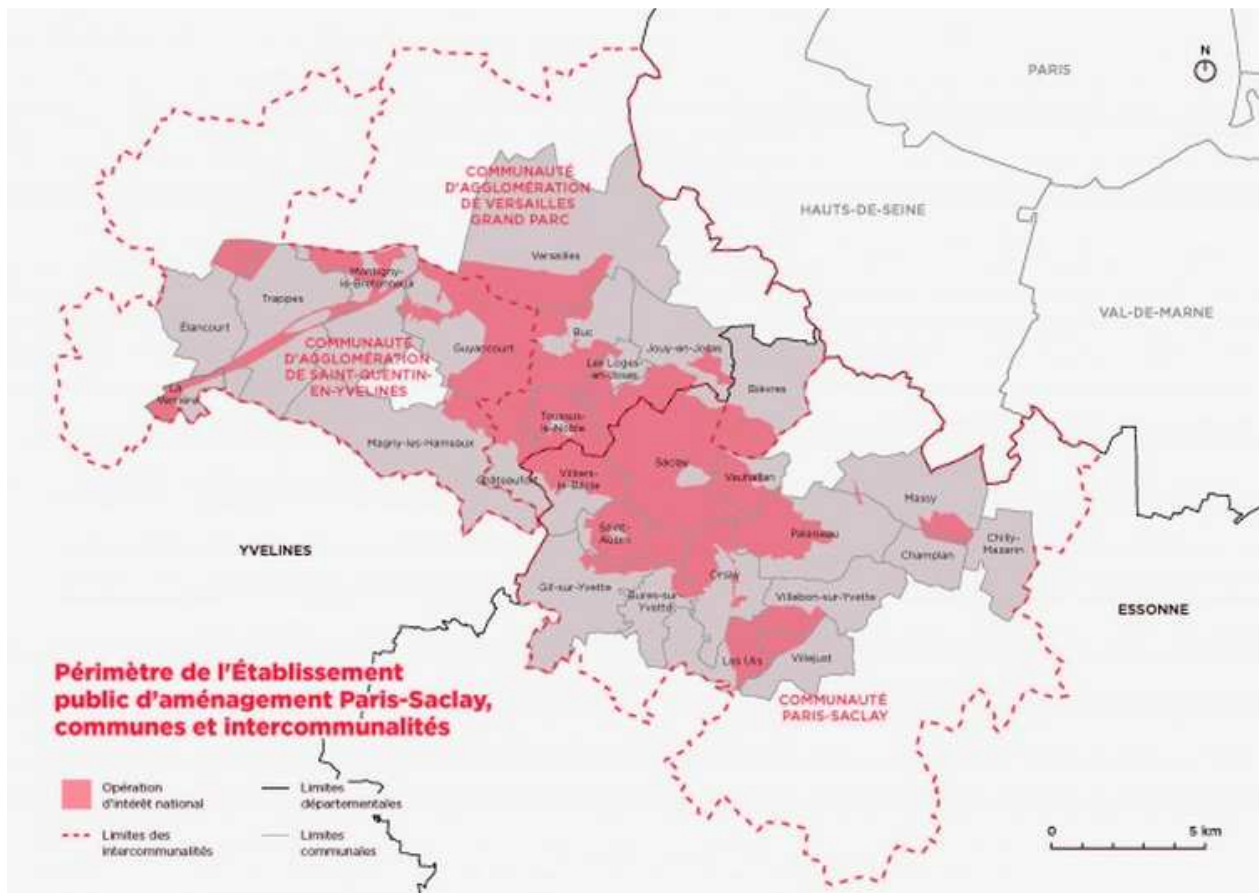 N
PARIS
HAUTS-DE-SEINE
VAL-DE-MARNE
COMMUNAUTÉ
D'AGGLOMÉRATION
DE VERSAILLES
GRAND PARC
Versailles
Montigny-
le-Bretonneux
Trappes
Élancourt
COMMUNAUTÉ
D'AGGLOMÉRATION
DE SAINT-QUENTIN-
EN-YVELINES
Guyancourt
Buc
Jouy-en-Josas
Les Loges-
en-Josas
Bièvres
La
Verrière
Toussus-
le-Noble
Magny-les-Hameaux
Châteaufort
Villiers-
le-Bâcle
Saclay
Vauhallan
Massy
Saint-
Aubin
Palaiseau
Champlan
Chilly-
Mazarin
YVELINES
Orsay
Gif-sur-Yvette
Bures-sur-
Yvette
Villebon-sur-Yvette
ESSONNE
Les Ulis
Villejust
COMMUNAUTÉ
PARIS-SACLAY
Périmètre de l'Établissement
public d'aménagement Paris-Saclay,
communes et intercommunalités
Opération
d'intérêt national
Limites
départementales
Limites des
intercommunalités
Limites
communales
0 5 km